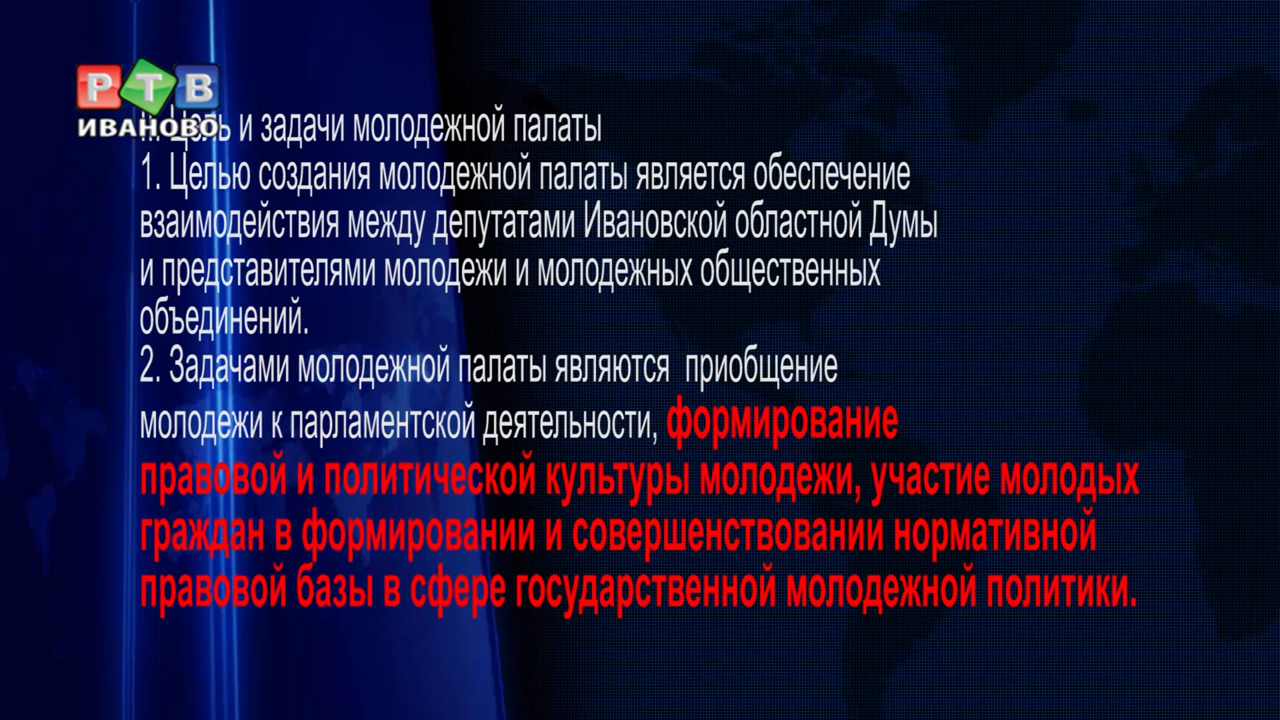 РТВ
ИВАНОВО
и задачи молодежной палаты
1. Целью создания молодежной палаты является обеспечение
взаимодействия между депутатами Ивановской областной Думы
и представителями молодежи и молодежных общественных
объединений.
2. Задачами молодежной палаты являются приобщение
молодежи к парламентской деятельности, формирование
правовой и политической культуры молодежи, участие молодых
граждан в формировании и совершенствовании нормативной
правовой базы в сфере государственной молодежной политики.